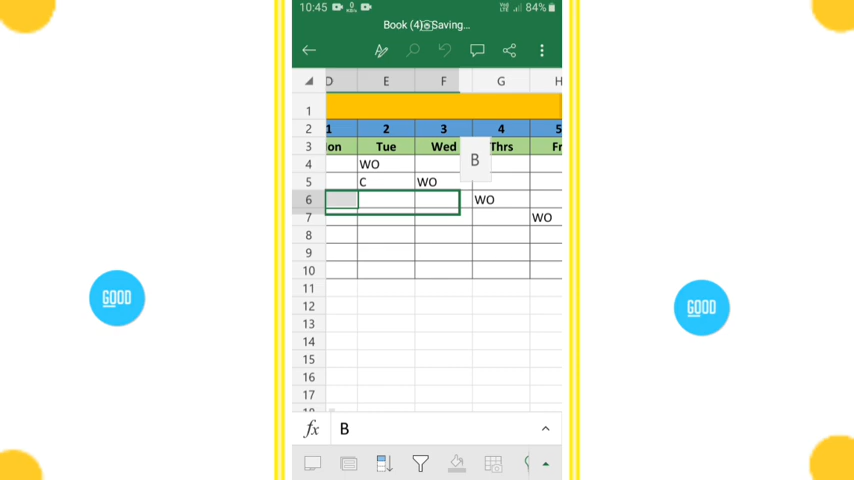 10:45 84%
Book (4) Saving...
D E F G H
1
2 1 2 3 4 5
3 on Tue Wed Thrs Fr
4 WO
B
5 C WO
6 WO
7 WO
8
9
10
11
12
13
14
15
16
17
18
fx B
GOOD
GOOD